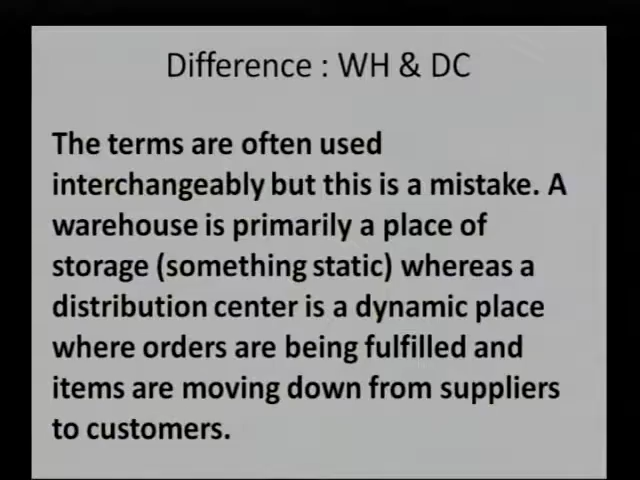 Difference : WH & DC
The terms are often used
interchangeably but this is a mistake. A
warehouse is primarily a place of
storage (something static) whereas a
distribution center is a dynamic place
where orders are being fulfilled and
items are moving down from suppliers
to customers.